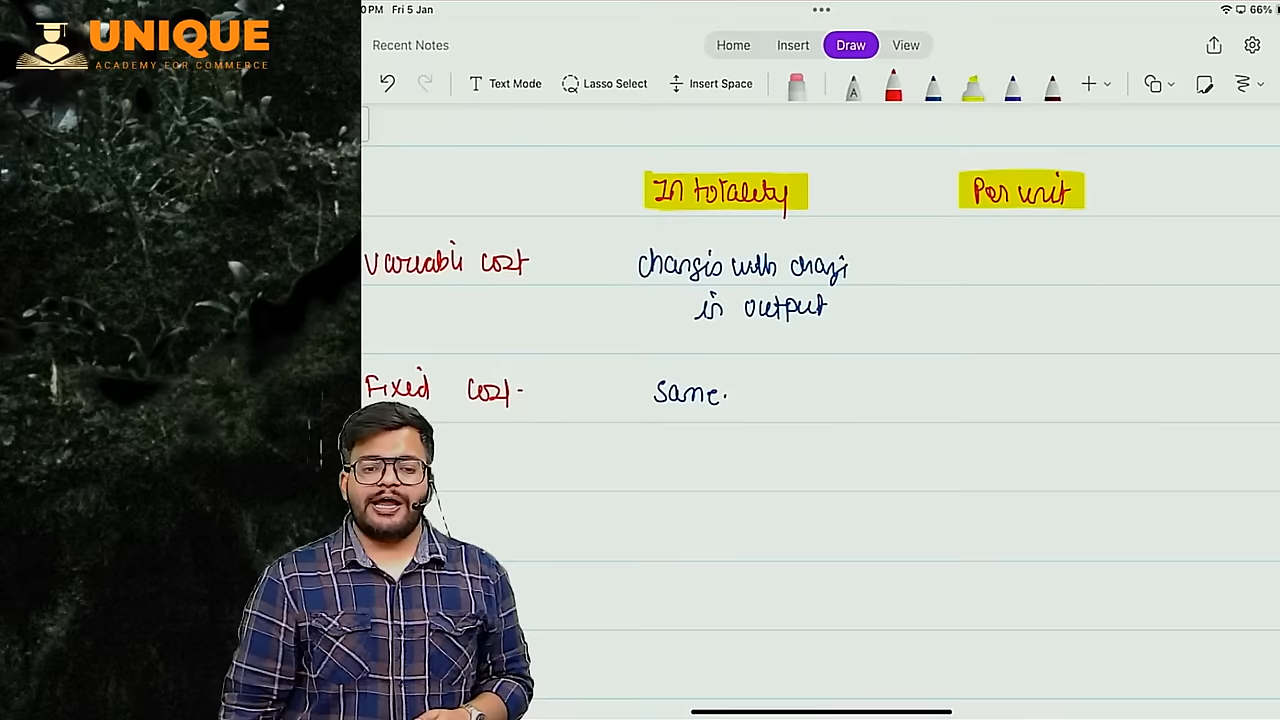 UNIQUE
ACADEMY FOR COMMERCE
PM Fri 5 Jan
66%
Recent Notes
Home Insert Draw View
Text Mode Lasso Select Insert Space
In totality Per unit
Variable cost changes with change
in output
Fixed cost- same.